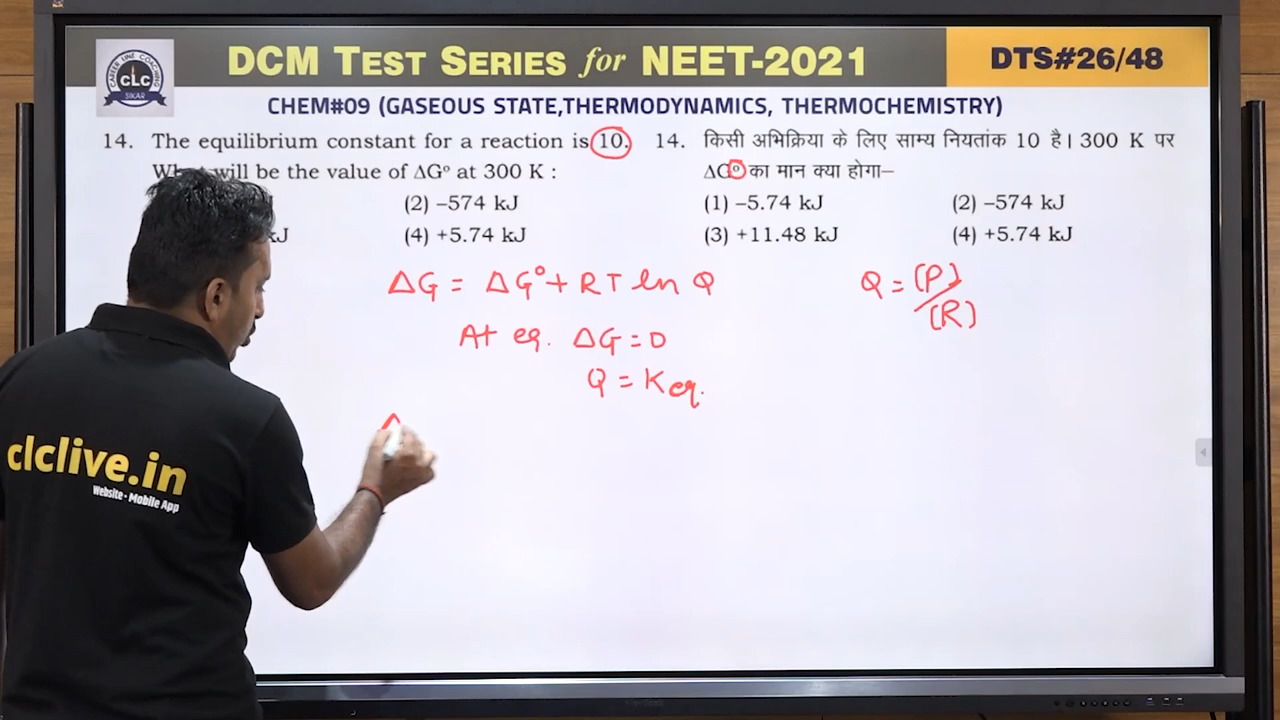 DCM TEST SERIES for NEET-2021
DTS#26/48
CAREER LINE COACHING
CLC
SIKAR
CHEM#09 (GASEOUS STATE,THERMODYNAMICS, THERMOCHEMISTRY)
14. The equilibrium constant for a reaction is 10.
will be the value of ΔG° at 300 K :
(2) –574 kJ
kJ
(4) +5.74 kJ
14. किसी अभिक्रिया के लिए साम्य नियतांक 10 है। 300 K पर
ΔG° का मान क्या होगा–
(1) –5.74 kJ
(2) –574 kJ
(3) +11.48 kJ
(4) +5.74 kJ
ΔG = ΔG° + RT ln Q
Q = [P]/[R]
At eq. ΔG = 0
Q = Keq.
clclive.in
Website - Mobile App